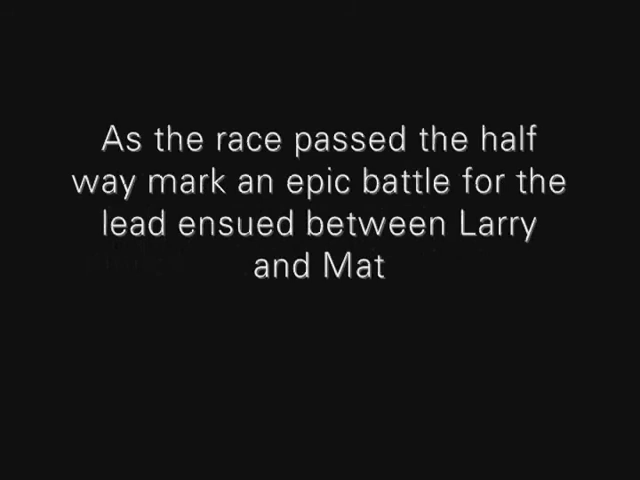 As the race passed the half
way mark an epic battle for the
lead ensued between Larry
and Mat